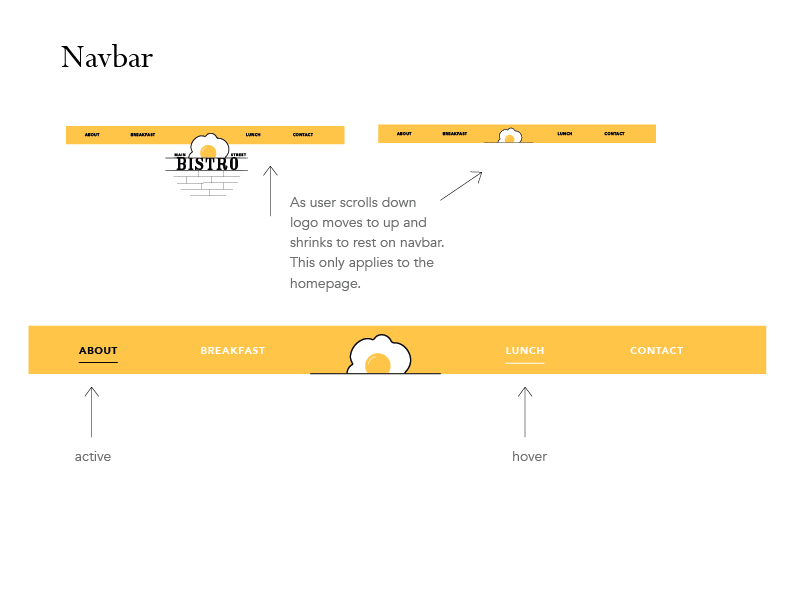 Navbar
ABOUT BREAKFAST LUNCH CONTACT
MAIN STREET
BISTRO
ABOUT BREAKFAST LUNCH CONTACT
As user scrolls down
logo moves to up and
shrinks to rest on navbar.
This only applies to the
homepage.
ABOUT BREAKFAST LUNCH CONTACT
active
hover